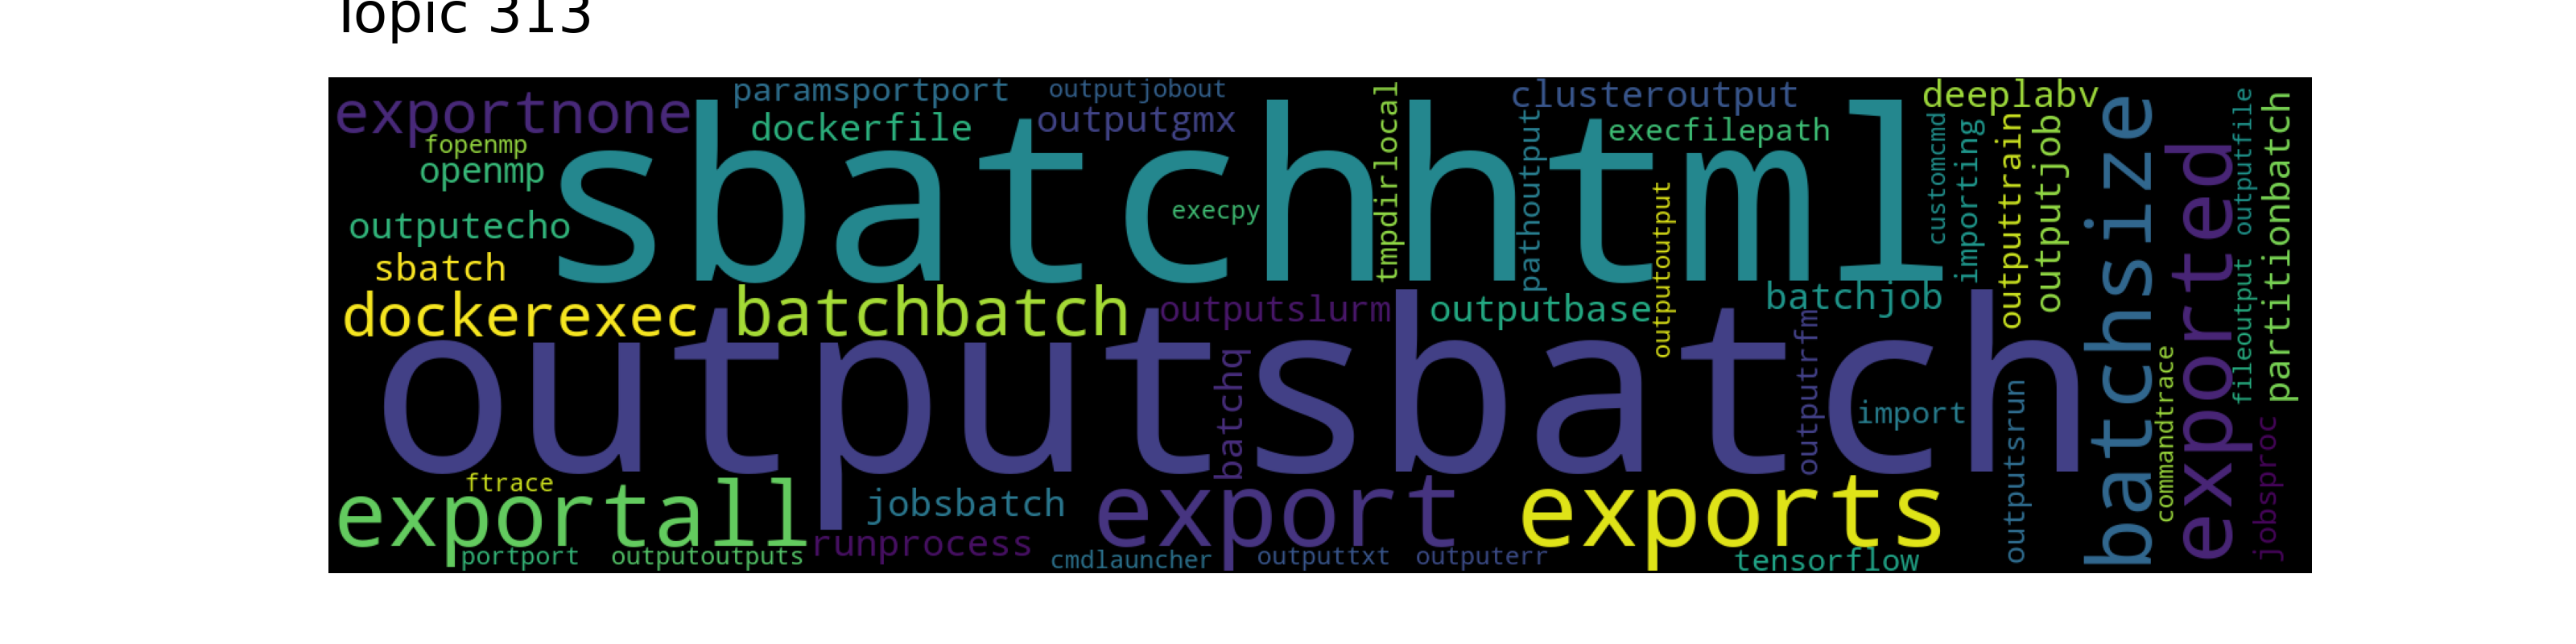 Topic 313
exportnone
paramsportport
outputjobout
clusteroutput
deeplabv
fopenmp
dockerfile
outputgmx
execfilepath
openmp
sbatchhtml
execpy
tmpdirlocal
pathoutput
outputoutput
customcmd
importing
outputtrain
outputjob
batchsize
exported
outputfile
partitionbatch
outputecho
sbatch
dockerexec
batchbatch
outputslurm
outputbase
batchjob
outputsbatch
batchq
outputrfm
import
outputsrun
commandtrace
fileoutput
jobsproc
ftrace
exportall
jobsbatch
export
exports
runprocess
portport
outputoutputs
cmdlauncher
outputtxt
outputerr
tensorflow